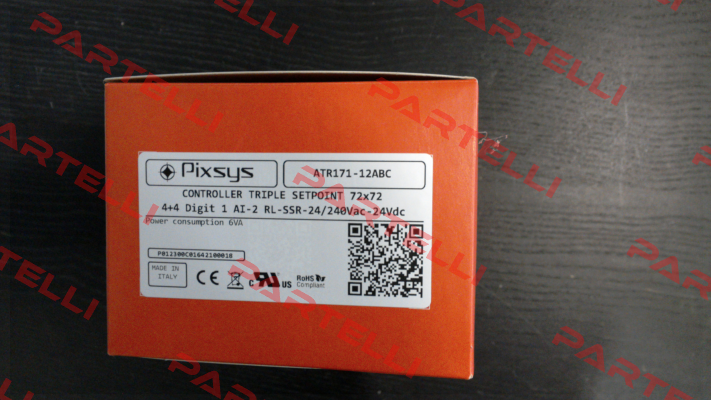 Pixsys
ATR171-12ABC
CONTROLLER TRIPLE SETPOINT 72x72
4+4 Digit 1 AI-2 RL-SSR-24/240Vac-24Vdc
Power consumption 6VA
P012300C01642100018
MADE IN
ITALY
CE
C US
RoHS
Compliant
PARTELLI
PARTELLI
PARTELLI
PARTELLI
PARTELLI
PARTELLI